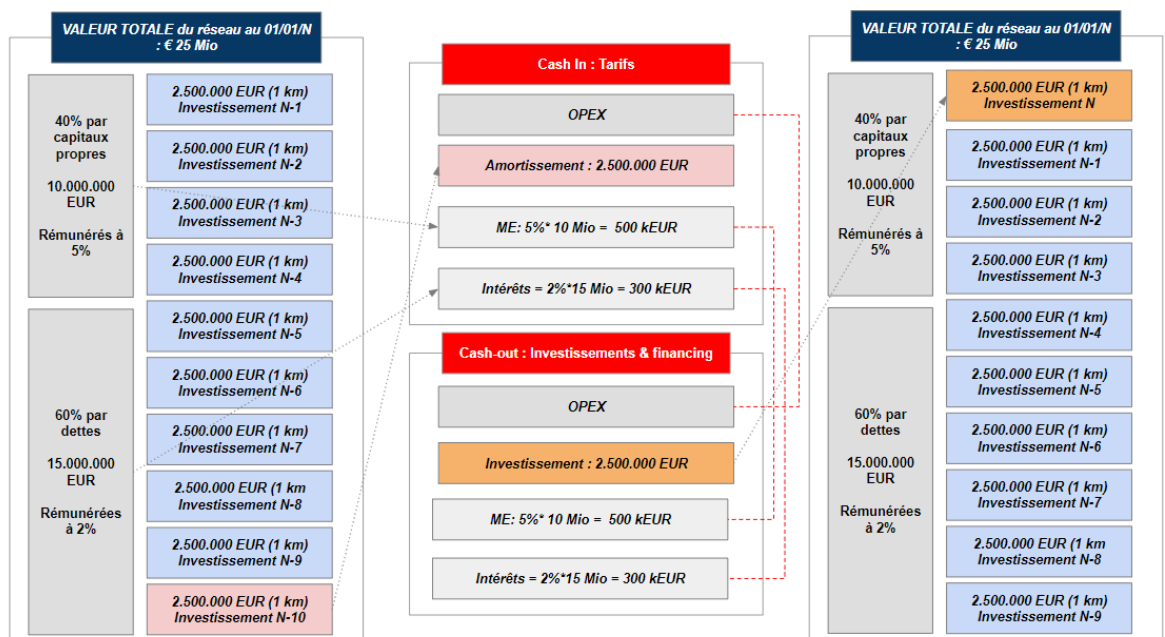 VALEUR TOTALE du réseau au 01/01/N
: € 25 Mio
40% par
capitaux
propres
10.000.000
EUR
Rémunérés à
5%
60% par
dettes
15.000.000
EUR
Rémunérées
à 2%
2.500.000 EUR (1 km)
Investissement N-1
2.500.000 EUR (1 km)
Investissement N-2
2.500.000 EUR (1 km)
Investissement N-3
2.500.000 EUR (1 km)
Investissement N-4
2.500.000 EUR (1 km)
Investissement N-5
2.500.000 EUR (1 km)
Investissement N-6
2.500.000 EUR (1 km)
Investissement N-7
2.500.000 EUR (1 km
Investissement N-8
2.500.000 EUR (1 km)
Investissement N-9
2.500.000 EUR (1 km)
Investissement N-10
Cash In : Tarifs
OPEX
Amortissement : 2.500.000 EUR
ME: 5%* 10 Mio = 500 kEUR
Intérêts = 2%*15 Mio = 300 kEUR
Cash-out : Investissements & financing
OPEX
Investissement : 2.500.000 EUR
ME: 5%* 10 Mio = 500 kEUR
Intérêts = 2%*15 Mio = 300 kEUR
VALEUR TOTALE du réseau au 01/01/N
: € 25 Mio
40% par
capitaux
propres
10.000.000
EUR
Rémunérés à
5%
60% par
dettes
15.000.000
EUR
Rémunérées
à 2%
2.500.000 EUR (1 km)
Investissement N
2.500.000 EUR (1 km)
Investissement N-1
2.500.000 EUR (1 km)
Investissement N-2
2.500.000 EUR (1 km)
Investissement N-3
2.500.000 EUR (1 km)
Investissement N-4
2.500.000 EUR (1 km)
Investissement N-5
2.500.000 EUR (1 km)
Investissement N-6
2.500.000 EUR (1 km)
Investissement N-7
2.500.000 EUR (1 km
Investissement N-8
2.500.000 EUR (1 km)
Investissement N-9